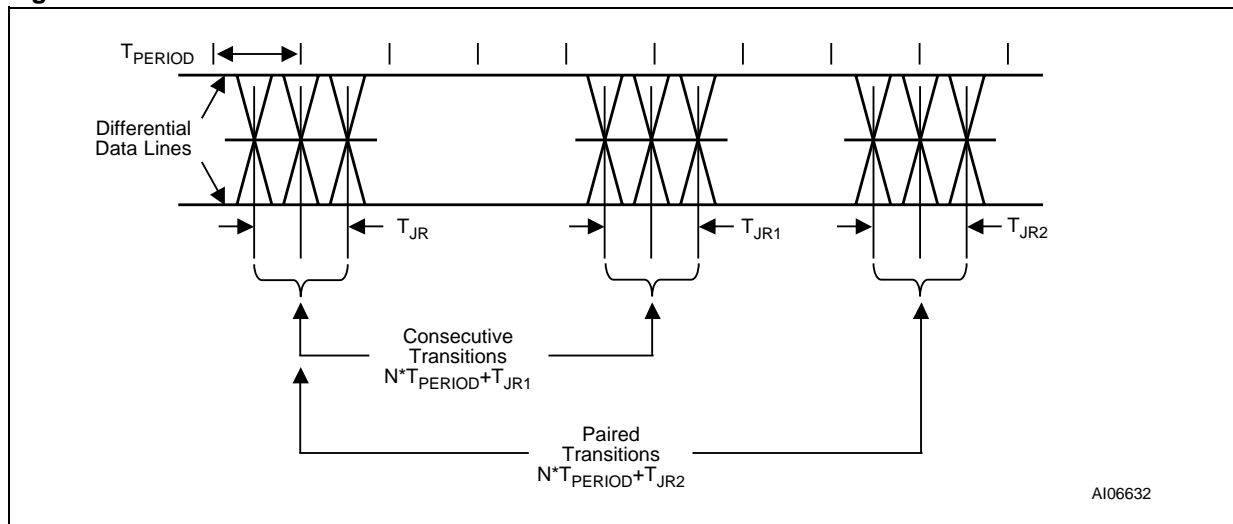 TPERIOD
Differential
Data Lines
TJR
TJR1
TJR2
Consecutive
Transitions
N*TPERIOD+TJR1
Paired
Transitions
N*TPERIOD+TJR2
AI06632